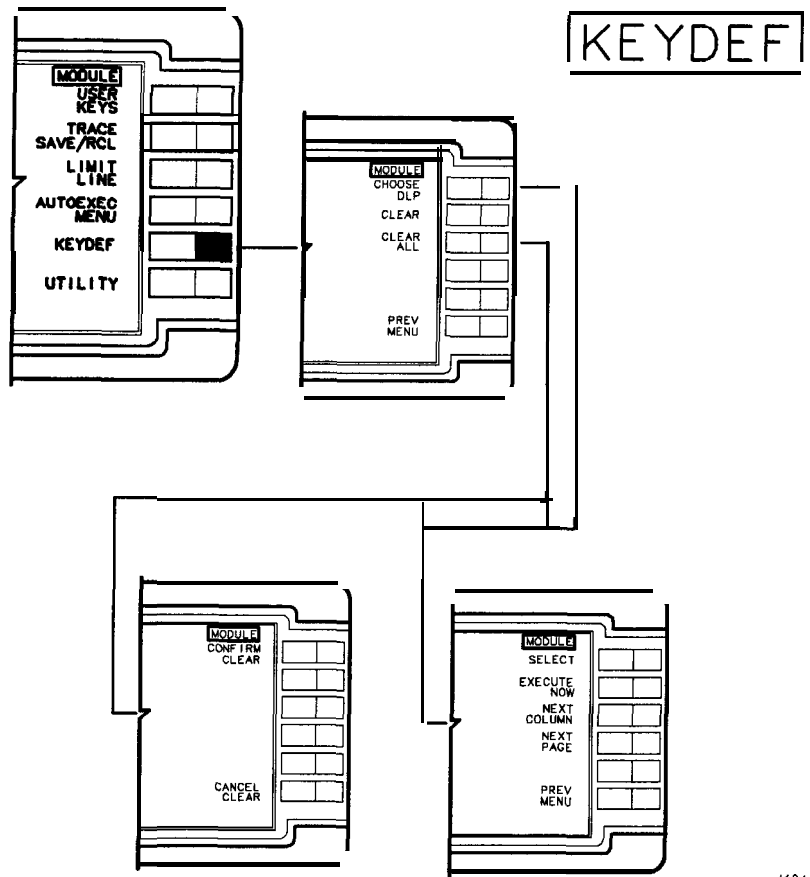 KEYDEF
MODULE
USER
KEYS
TRACE
SAVE/RCL
LIMIT
LINE
AUTOEXEC
MENU
KEYDEF
UTILITY
MODULE
CHOOSE
DLP
CLEAR
CLEAR
ALL
PREV
MENU
MODULE
CONFIRM
CLEAR
CANCEL
CLEAR
MODULE
SELECT
EXECUTE
NOW
NEXT
COLUMN
NEXT
PAGE
PREV
MENU